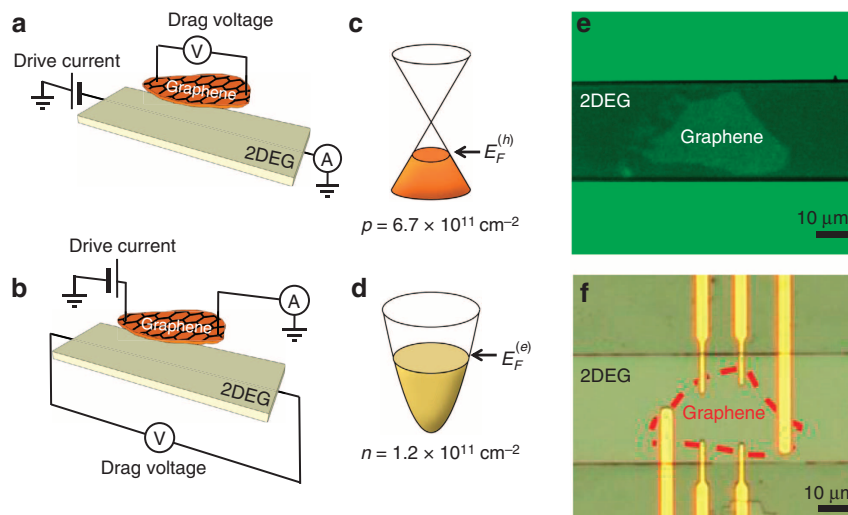 a
Drag voltage
V
Drive current
Graphene
2DEG
A
b
Drive current
A
Graphene
2DEG
V
Drag voltage
c
E_F^(h)
p = 6.7 × 10^11 cm^−2
d
E_F^(e)
n = 1.2 × 10^11 cm^−2
e
2DEG
Graphene
10 μm
f
2DEG
Graphene
10 μm